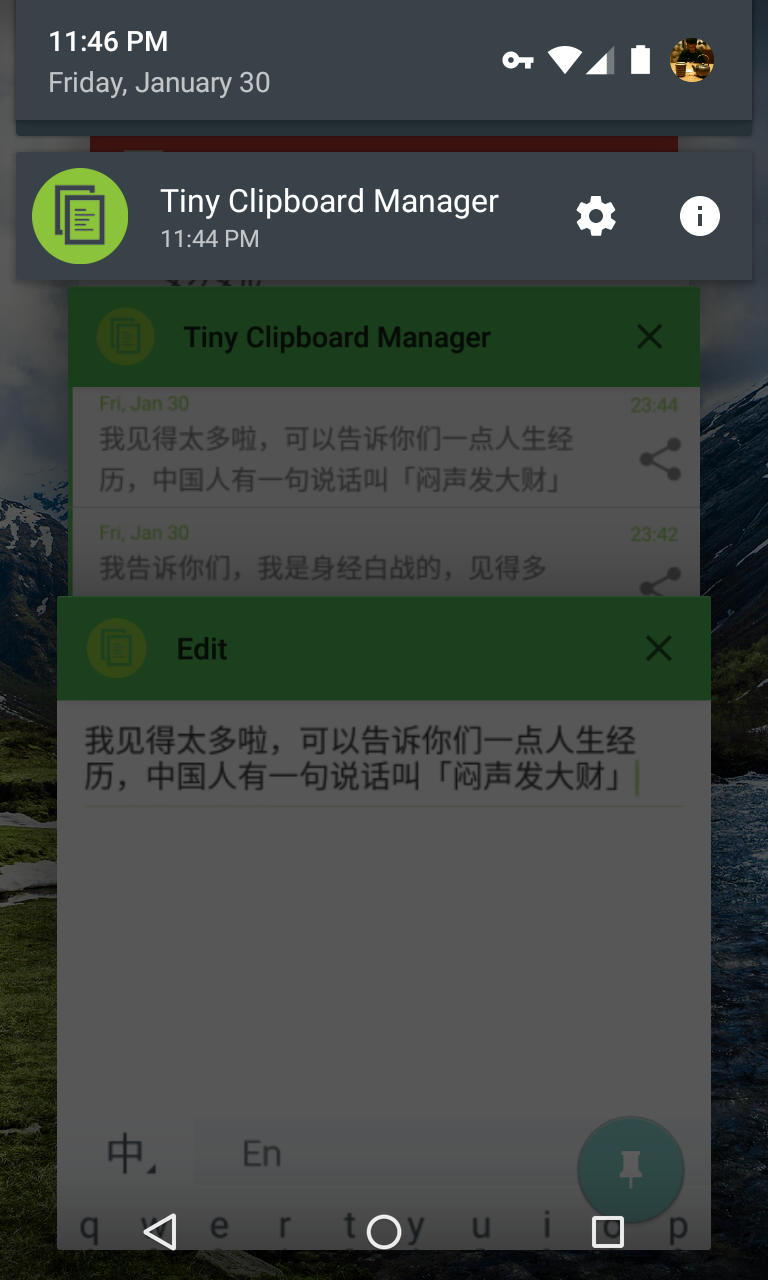 11:46 PM
Friday, January 30
Tiny Clipboard Manager
11:44 PM
Tiny Clipboard Manager
Fri, Jan 30
23:44
我见得太多啦，可以告诉你们一点人生经
历，中国人有一句说话叫「闷声发大财」
Fri, Jan 30
23:42
我告诉你们，我是身经白战的，见得多
Edit
我见得太多啦，可以告诉你们一点人生经
历，中国人有一句说话叫「闷声发大财」
中
En
q w e r t y u i o p